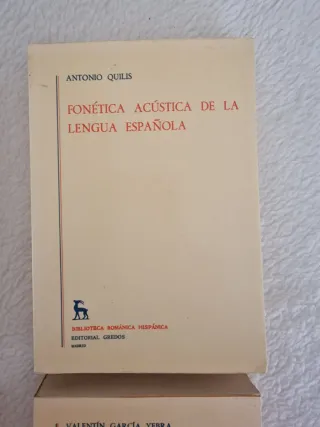 ANTONIO QUILIS
FONÉTICA ACÚSTICA DE LA
LENGUA ESPAÑOLA
BIBLIOTECA ROMÁNICA HISPÁNICA
EDITORIAL GREDOS
MADRID
VALENTÍN GARCÍA YEBRA